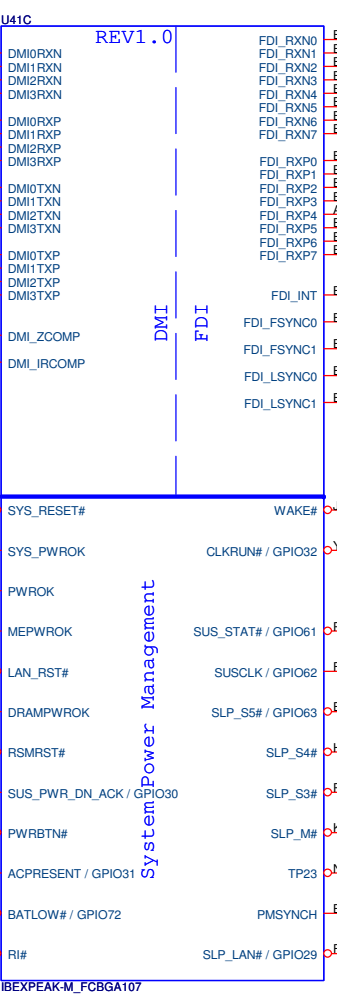 U41C
REV1.0
DMI0RXN
DMI1RXN
DMI2RXN
DMI3RXN
DMI0RXP
DMI1RXP
DMI2RXP
DMI3RXP
DMI0TXN
DMI1TXN
DMI2TXN
DMI3TXN
DMI0TXP
DMI1TXP
DMI2TXP
DMI3TXP
DMI_ZCOMP
DMI_IRCOMP
DMI
FDI
FDI_RXN0
FDI_RXN1
FDI_RXN2
FDI_RXN3
FDI_RXN4
FDI_RXN5
FDI_RXN6
FDI_RXN7
FDI_RXP0
FDI_RXP1
FDI_RXP2
FDI_RXP3
FDI_RXP4
FDI_RXP5
FDI_RXP6
FDI_RXP7
FDI_INT
FDI_FSYNC0
FDI_FSYNC1
FDI_LSYNC0
FDI_LSYNC1
SYS_RESET#
SYS_PWROK
PWROK
MEPWROK
LAN_RST#
DRAMPWROK
RSMRST#
SUS_PWR_DN_ACK / GPIO30
PWRBTN#
ACPRESENT / GPIO31
BATLOW# / GPIO72
RI#
System Power Management
WAKE#
CLKRUN# / GPIO32
SUS_STAT# / GPIO61
SUSCLK / GPIO62
SLP_S5# / GPIO63
SLP_S4#
SLP_S3#
SLP_M#
TP23
PMSYNCH
SLP_LAN# / GPIO29
IBEXPEAK-M_FCBGA107